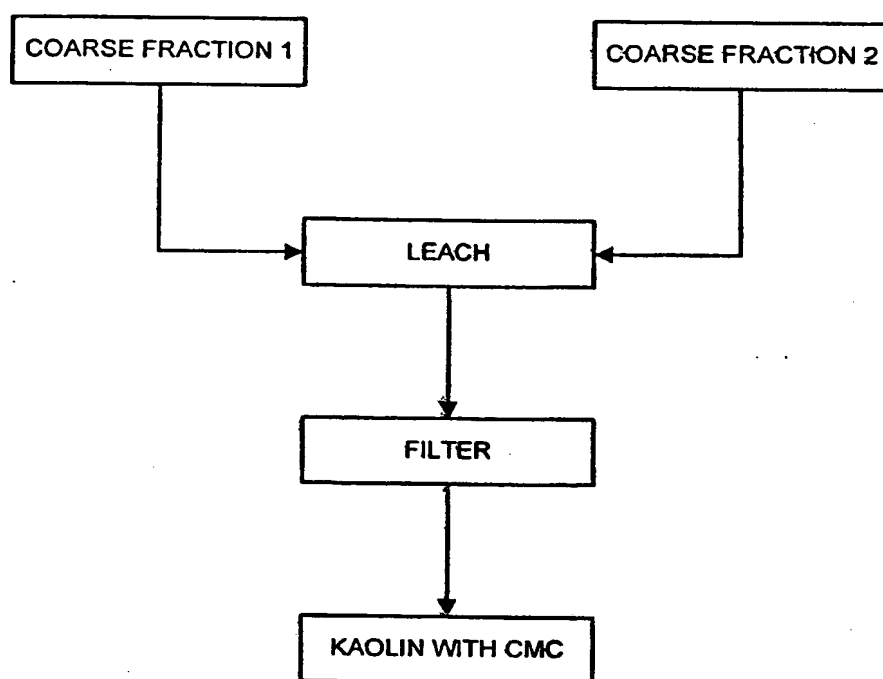 COARSE FRACTION 1
COARSE FRACTION 2
LEACH
FILTER
KAOLIN WITH CMC